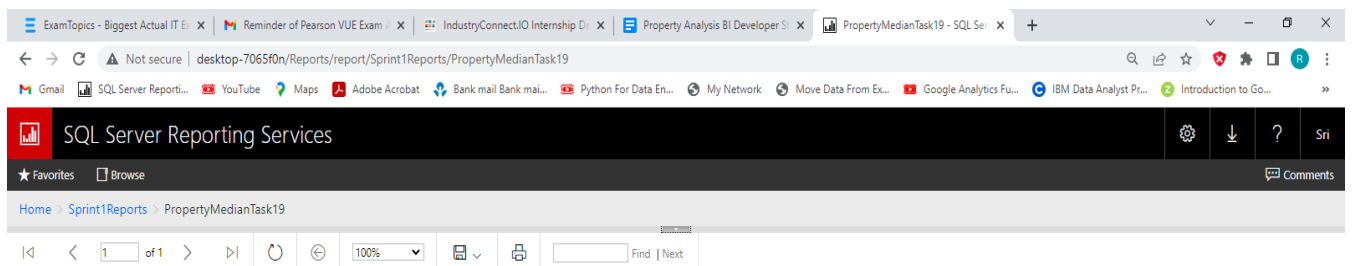 ExamTopics - Biggest Actual IT E
Reminder of Pearson VUE Exam
IndustryConnect.IO Internship De
Property Analysis BI Developer S
PropertyMedianTask19 - SQL Ser
Not secure | desktop-7065f0n/Reports/report/Sprint1Reports/PropertyMedianTask19
R
Gmail
SQL Server Reporti...
YouTube
Maps
Adobe Acrobat
Bank mail Bank mai...
Python For Data En...
My Network
Move Data From Ex...
Google Analytics Fu...
IBM Data Analyst Pr...
Introduction to Go...
»
SQL Server Reporting Services
?
Sri
Favorites
Browse
Comments
Home > Sprint1Reports > PropertyMedianTask19
1 of 1
100%
Find | Next